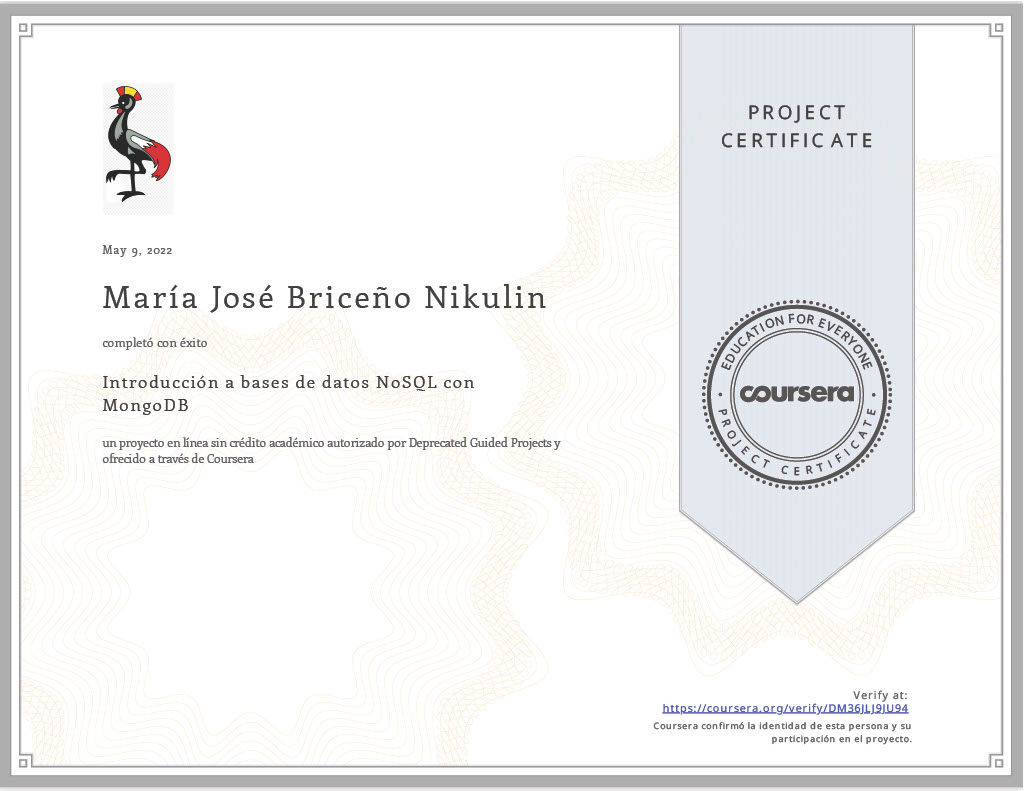 PROJECT
CERTIFICATE
May 9, 2022
María José Briceño Nikulin
completó con éxito
Introducción a bases de datos NoSQL con
MongoDB
un proyecto en línea sin crédito académico autorizado por Deprecated Guided Projects y
ofrecido a través de Coursera
EDUCATION FOR EVERYONE
coursera
PROJECT CERTIFICATE
Verify at:
https://coursera.org/verify/DM36JLJ9JU94
Coursera confirmó la identidad de esta persona y su
participación en el proyecto.